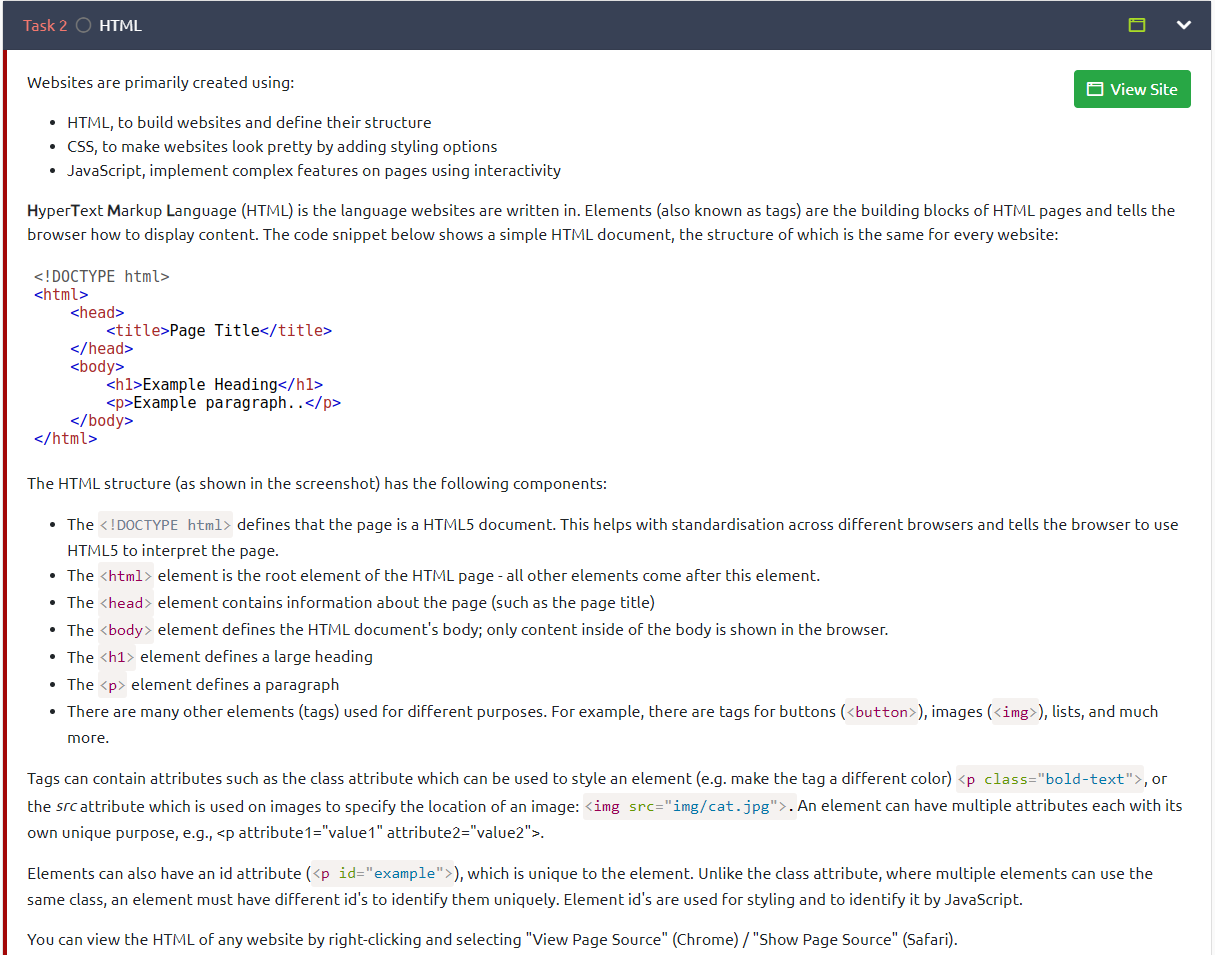 Task 2 HTML
Websites are primarily created using:
View Site
• HTML, to build websites and define their structure
• CSS, to make websites look pretty by adding styling options
• JavaScript, implement complex features on pages using interactivity
HyperText Markup Language (HTML) is the language websites are written in. Elements (also known as tags) are the building blocks of HTML pages and tells the
browser how to display content. The code snippet below shows a simple HTML document, the structure of which is the same for every website:
<!DOCTYPE html>
<html>
    <head>
        <title>Page Title</title>
    </head>
    <body>
        <h1>Example Heading</h1>
        <p>Example paragraph..</p>
    </body>
</html>
The HTML structure (as shown in the screenshot) has the following components:
• The <!DOCTYPE html> defines that the page is a HTML5 document. This helps with standardisation across different browsers and tells the browser to use
HTML5 to interpret the page.
• The <html> element is the root element of the HTML page - all other elements come after this element.
• The <head> element contains information about the page (such as the page title)
• The <body> element defines the HTML document's body; only content inside of the body is shown in the browser.
• The <h1> element defines a large heading
• The <p> element defines a paragraph
• There are many other elements (tags) used for different purposes. For example, there are tags for buttons (<button>), images (<img>), lists, and much
more.
Tags can contain attributes such as the class attribute which can be used to style an element (e.g. make the tag a different color) <p class="bold-text">, or
the src attribute which is used on images to specify the location of an image: <img src="img/cat.jpg">. An element can have multiple attributes each with its
own unique purpose, e.g., <p attribute1="value1" attribute2="value2">.
Elements can also have an id attribute (<p id="example">), which is unique to the element. Unlike the class attribute, where multiple elements can use the
same class, an element must have different id's to identify them uniquely. Element id's are used for styling and to identify it by JavaScript.
You can view the HTML of any website by right-clicking and selecting "View Page Source" (Chrome) / "Show Page Source" (Safari).